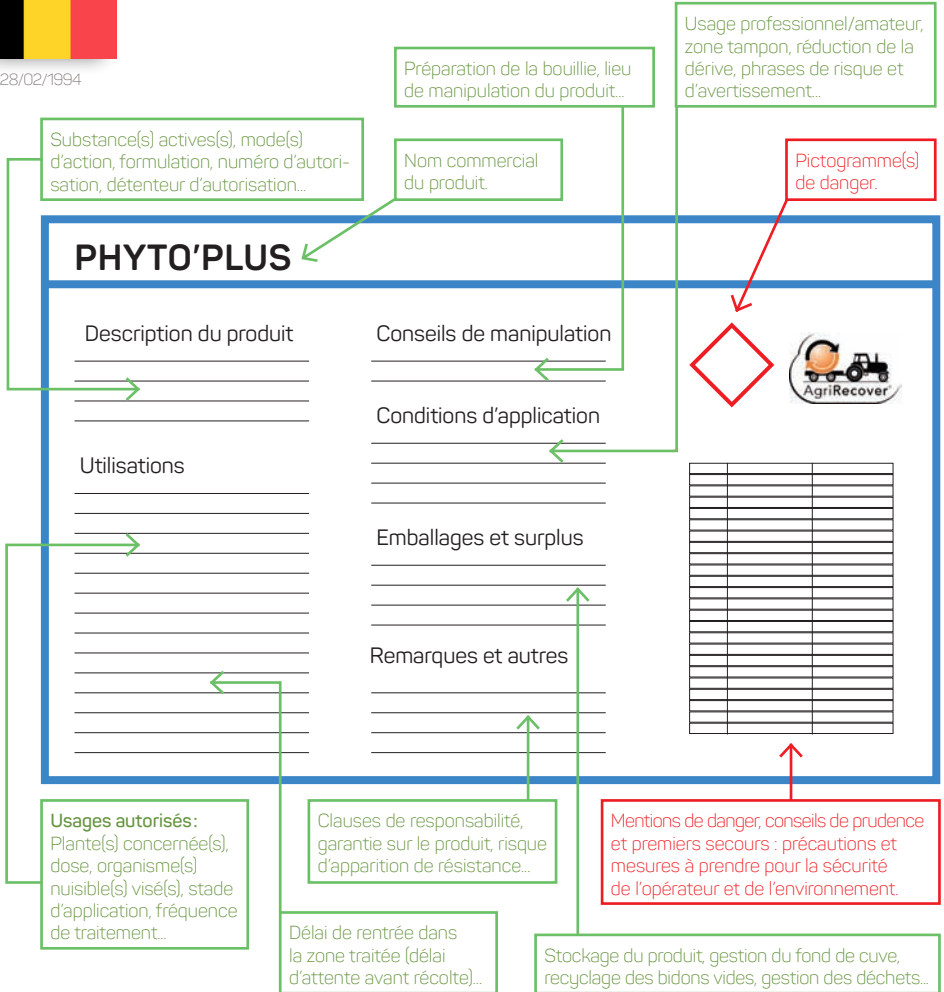 28/02/1994
Usage professionnel/amateur,
zone tampon, réduction de la
dérive, phrases de risque et
d'avertissement...
Préparation de la bouillie, lieu
de manipulation du produit...
Substance(s) actives(s), mode(s)
d'action, formulation, numéro d'autori-
sation, détenteur d'autorisation...
Nom commercial
du produit.
Pictogramme(s)
de danger.
PHYTO'PLUS
Description du produit
Utilisations
Conseils de manipulation
Conditions d'application
Emballages et surplus
Remarques et autres
AgriRecover
Usages autorisés:
Plante(s) concernée(s),
dose, organisme(s)
nuisible(s) visé(s), stade
d'application, fréquence
de traitement...
Clauses de responsabilité,
garantie sur le produit, risque
d'apparition de résistance...
Mentions de danger, conseils de prudence
et premiers secours : précautions et
mesures à prendre pour la sécurité
de l'opérateur et de l'environnement.
Délai de rentrée dans
la zone traitée (délai
d'attente avant récolte)...
Stockage du produit, gestion du fond de cuve,
recyclage des bidons vides, gestion des déchets...